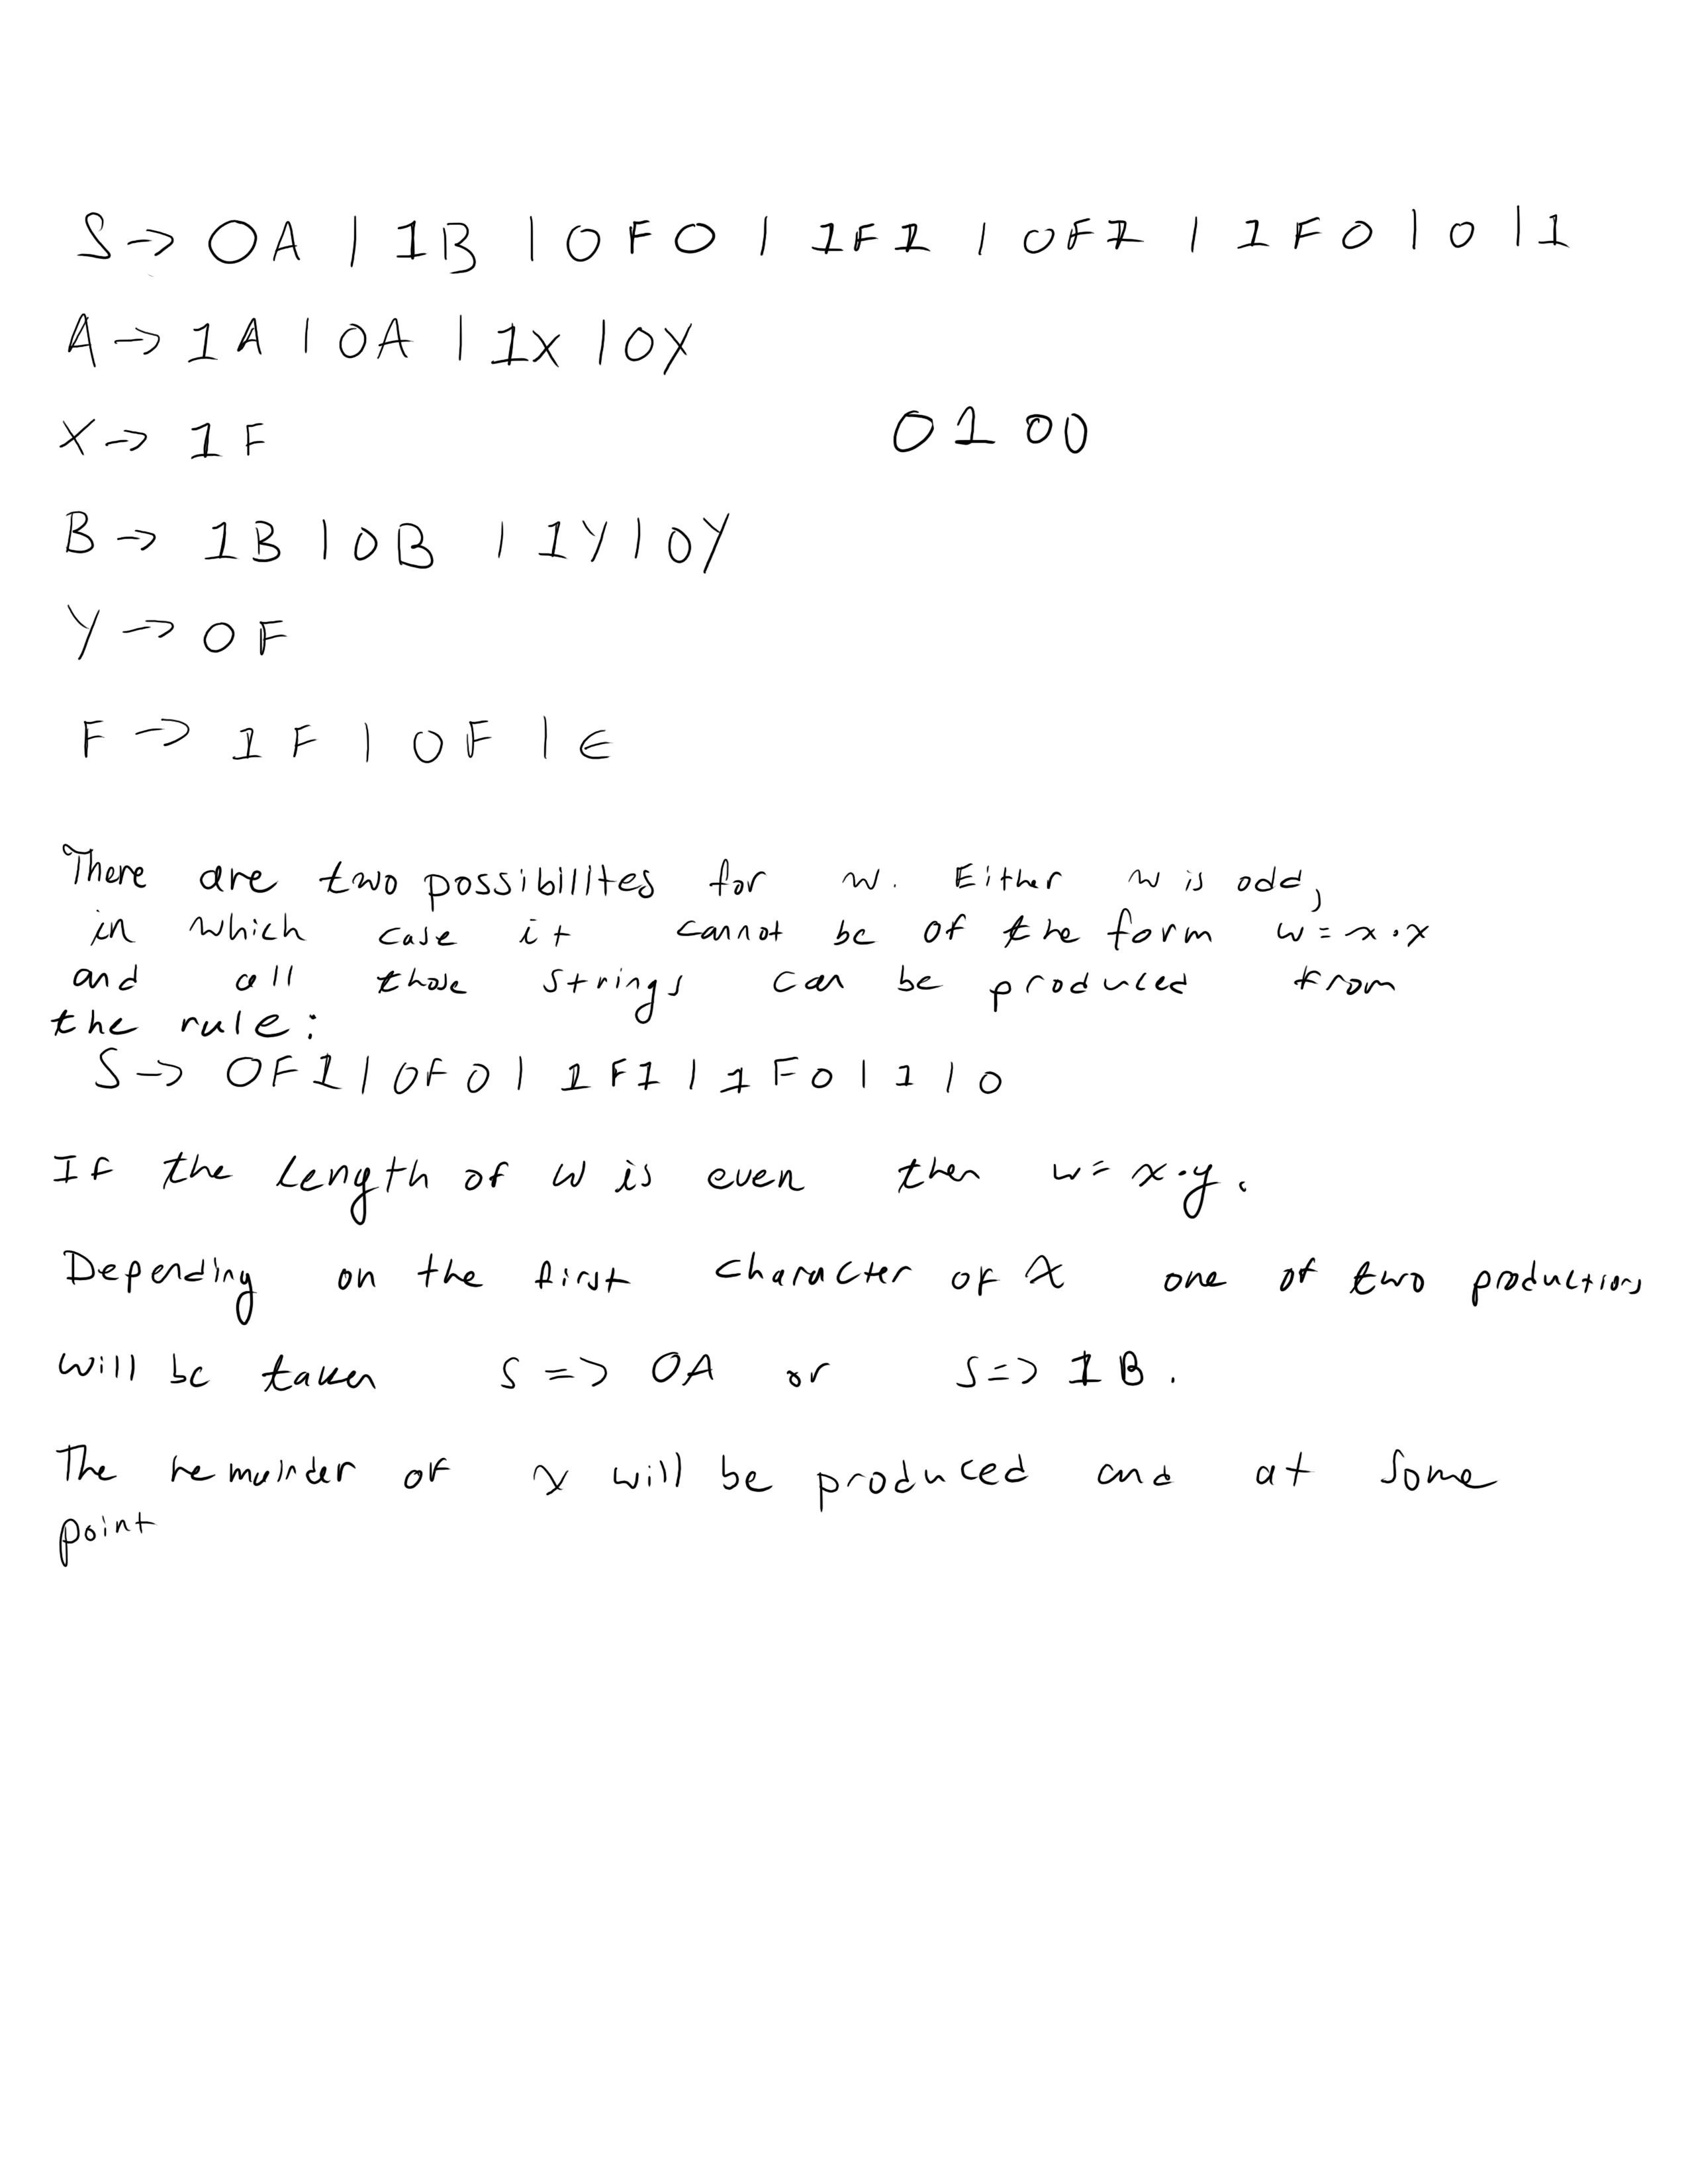 S → 0A | 1B | 0F0 | 1F1 | 0F1 | 1F0 | 0 | 1
A → 1A | 0A | 1X | 0Y
X → 1F
0100
B → 1B | 0B | 1Y | 0Y
Y → 0F
F → 1F | 0F | ϵ
There are two possibilites for w. Either w is odd,
in which case it cannot be of the form w = x·x
and all those strings can be produced from
the rule:
S → 0F1 | 0F0 | 1F1 | 1F0 | 1 | 0
If the length of w is even then w = x·y.
Depending on the first character of x one of two productions
will be taken S => 0A or S => 1B.
The remainder of x will be produced and at some
point